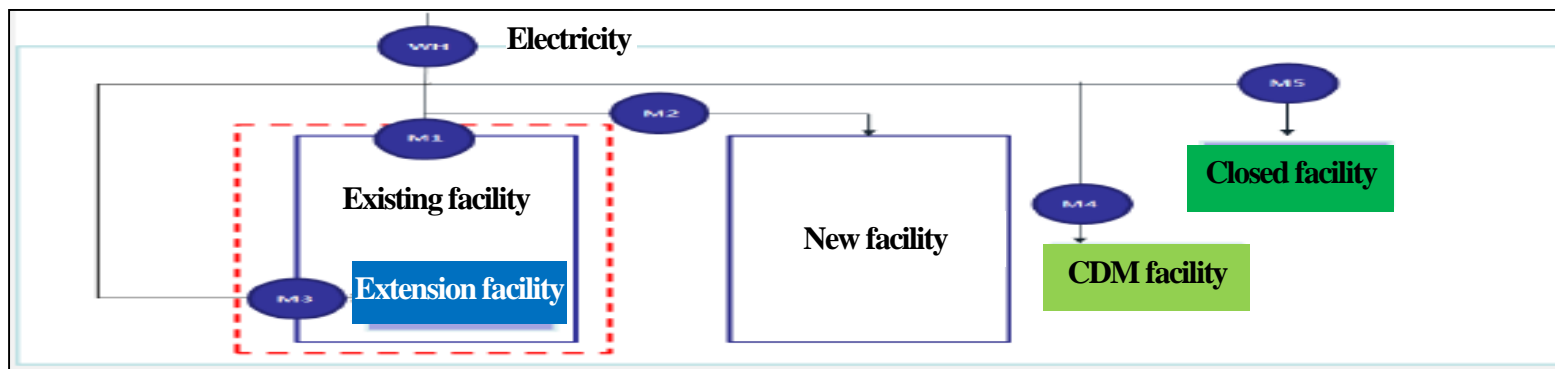 WH
Electricity
M5
M2
M1
Closed facility
Existing facility
M4
New facility
CDM facility
M3
Extension facility